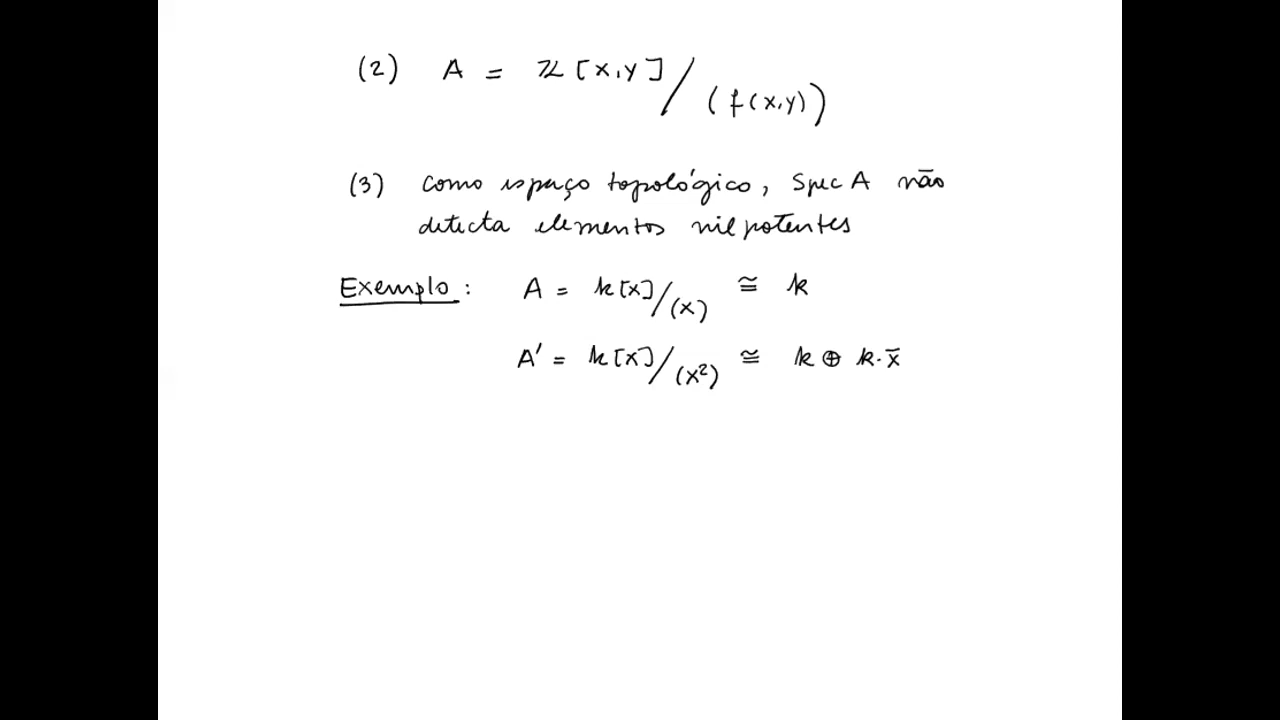 (2) A = ℤ[x,y]/(f(x,y))
(3) Como espaço topológico, Spec A não
detecta elementos nilpotentes
Exemplo: A = k[x]/(x) ≅ k
A' = k[x]/(x²) ≅ k ⊕ k·x̄